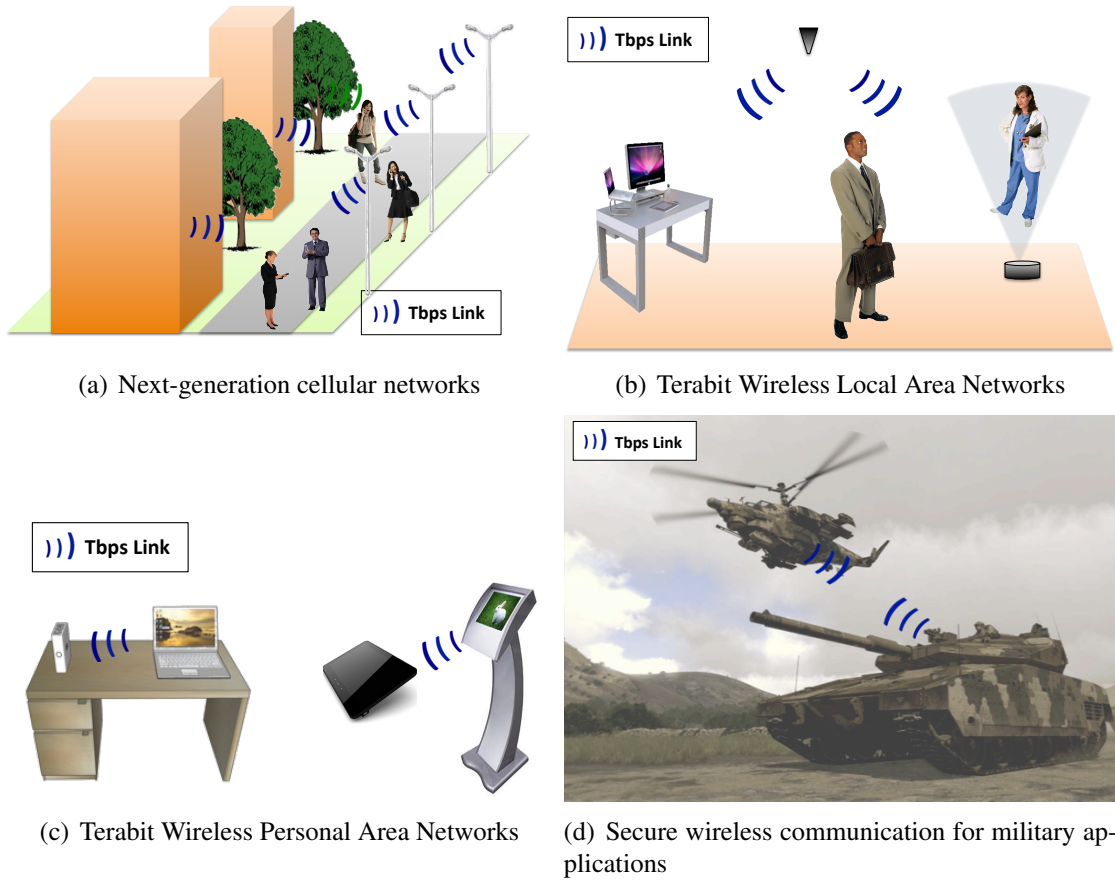 Tbps Link
Tbps Link
(a) Next-generation cellular networks
(b) Terabit Wireless Local Area Networks
Tbps Link
Tbps Link
(c) Terabit Wireless Personal Area Networks
(d) Secure wireless communication for military ap-
plications